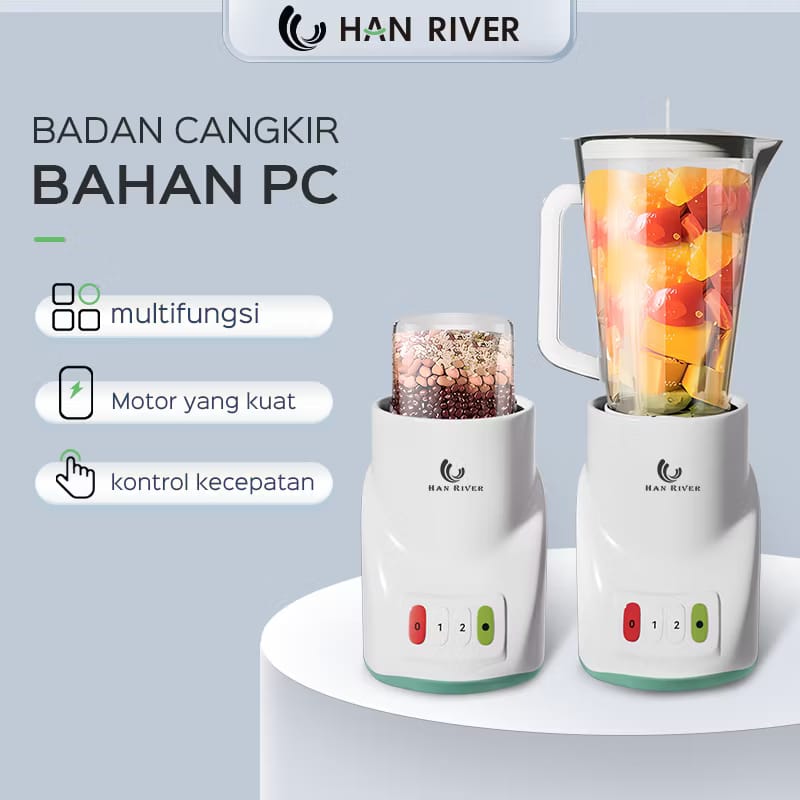 HAN RIVER
BADAN CANGKIR
BAHAN PC
multifungsi
Motor yang kuat
kontrol kecepatan
HAN RIVER
0 1 2
HAN RIVER
0 1 2